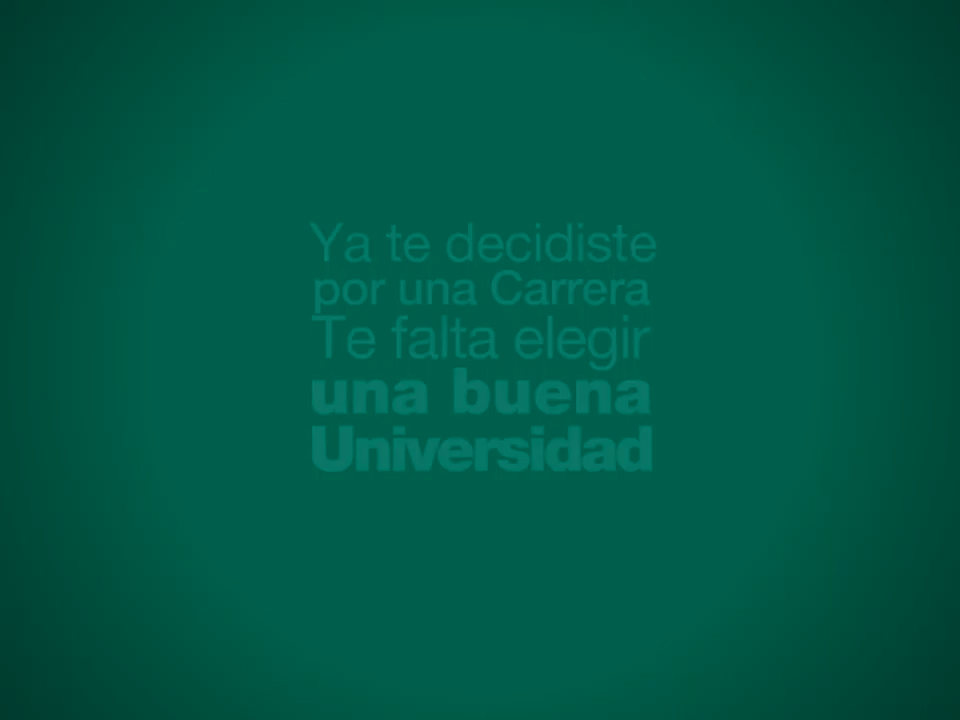 Ya te decidiste
por una Carrera
Te falta elegir
una buena
Universidad